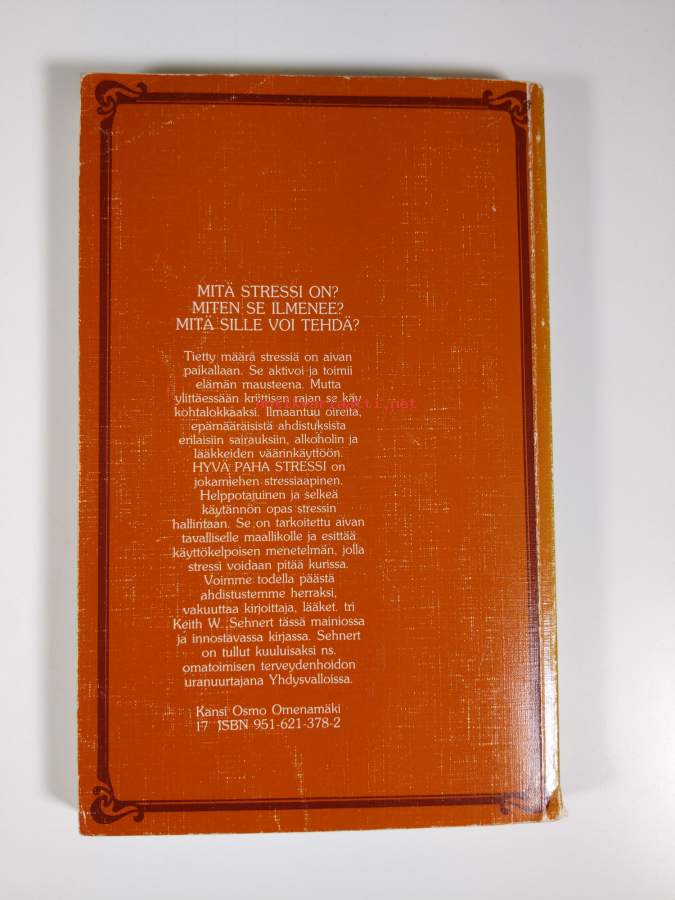 MITÄ STRESSI ON?
MITEN SE ILMENEE?
MITÄ SILLE VOI TEHDÄ?
Tietty määrä stressiä on aivan
paikallaan. Se aktivoi ja toimii
elämän mausteena. Mutta
ylittäessään kriittisen rajan se käy
kohtalokkaaksi. Ilmaantuu oireita,
epämääräisistä ahdistuksista
erilaisiin sairauksiin, alkoholin ja
lääkkeiden väärinkäyttöön.
HYVÄ PAHA STRESSI on
jokamiehen stressiaapinen.
Helppotajuinen ja selkeä
käytännön opas stressin
hallintaan. Se on tarkoitettu aivan
tavalliselle maallikolle ja esittää
käyttökelpoisen menetelmän, jolla
stressi voidaan pitää kurissa.
Voimme todella päästä
ahdistustemme herraksi,
vakuuttaa kirjoittaja, lääket. tri
Keith W. Sehnert tässä mainiossa
ja innostavassa kirjassa. Sehnert
on tullut kuuluisaksi ns.
omatoimisen terveydenhoidon
uranuurtajana Yhdysvalloissa.
Kansi Osmo Omenamäki
17 ISBN 951-621-378-2